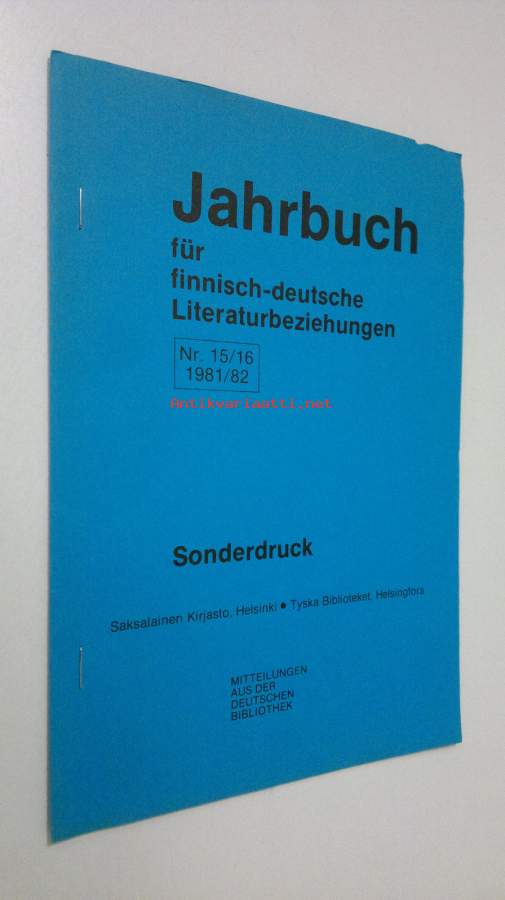 Jahrbuch
für
finnisch-deutsche
Literaturbeziehungen
Nr. 15/16
1981/82
Antikvariaatti.net
Sonderdruck
Saksalainen Kirjasto, Helsinki ● Tyska Biblioteket, Helsingfors
MITTEILUNGEN
AUS DER
DEUTSCHEN
BIBLIOTHEK